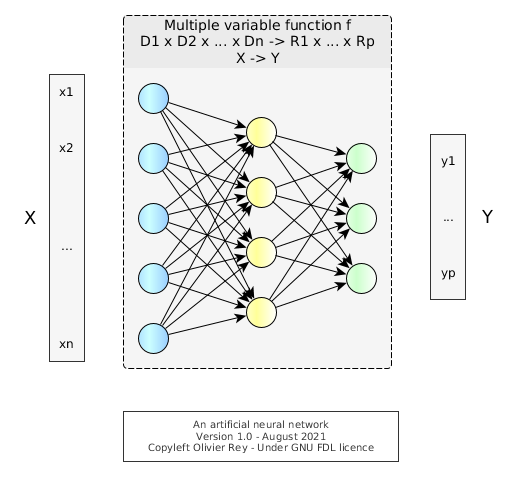 Multiple variable function f
D1 x D2 x ... x Dn -> R1 x ... x Rp
X -> Y
X
x1
x2
...
xn
y1
...
yp
Y
An artificial neural network
Version 1.0 - August 2021
Copyleft Olivier Rey - Under GNU FDL licence